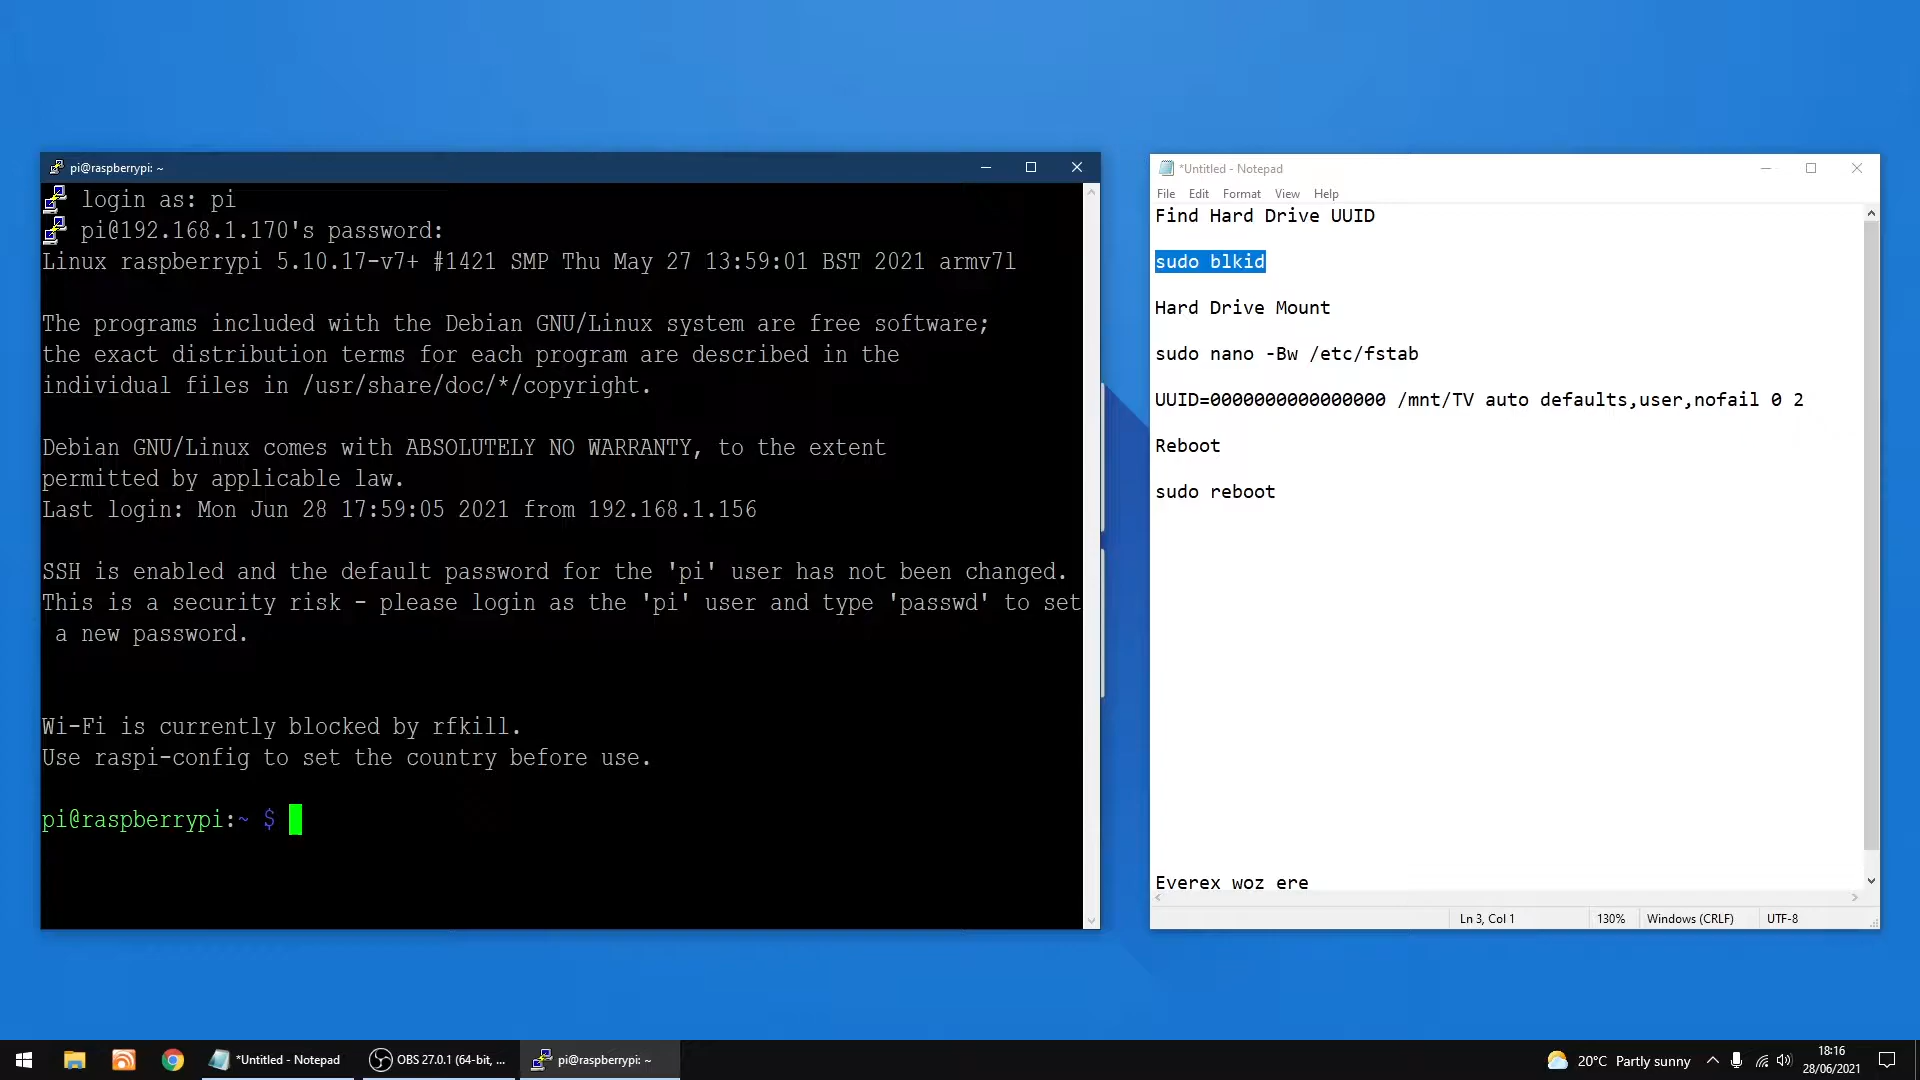 pi@raspberrypi: ~
login as: pi
pi@192.168.1.170's password:
Linux raspberrypi 5.10.17-v7+ #1421 SMP Thu May 27 13:59:01 BST 2021 armv7l
The programs included with the Debian GNU/Linux system are free software;
the exact distribution terms for each program are described in the
individual files in /usr/share/doc/*/copyright.
Debian GNU/Linux comes with ABSOLUTELY NO WARRANTY, to the extent
permitted by applicable law.
Last login: Mon Jun 28 17:59:05 2021 from 192.168.1.156
SSH is enabled and the default password for the 'pi' user has not been changed.
This is a security risk - please login as the 'pi' user and type 'passwd' to set
a new password.
Wi-Fi is currently blocked by rfkill.
Use raspi-config to set the country before use.
pi@raspberrypi:~ $
*Untitled - Notepad
File Edit Format View Help
Find Hard Drive UUID
sudo blkid
Hard Drive Mount
sudo nano -Bw /etc/fstab
UUID=0000000000000000 /mnt/TV auto defaults,user,nofail 0 2
Reboot
sudo reboot
Everex woz ere
Ln 3, Col 1 130% Windows (CRLF) UTF-8
*Untitled - Notepad
OBS 27.0.1 (64-bit, ...
pi@raspberrypi: ~
20°C Partly sunny
18:16
28/06/2021